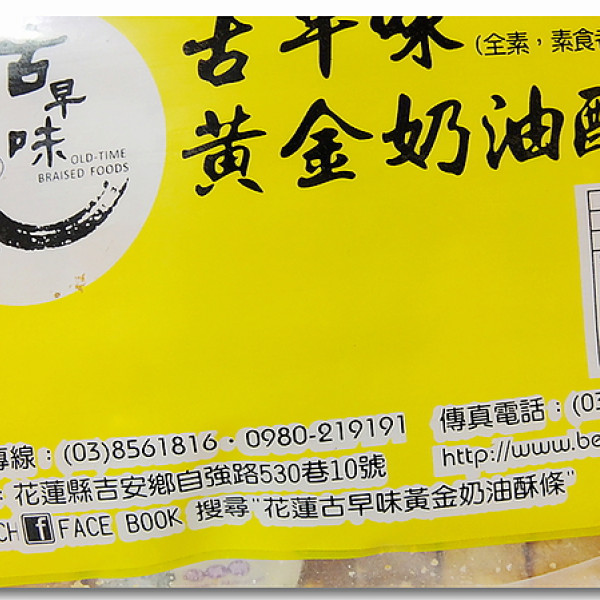 古早味
OLD-TIME
BRAISED FOODS
古早味(全素,素食
黃金奶油酥
專線:(03)8561816・0980-219191
傳真電話:(03
:花蓮縣吉安鄉自強路530巷10號
http://www.be
CH f FACE BOOK 搜尋"花蓮古早味黃金奶油酥條"